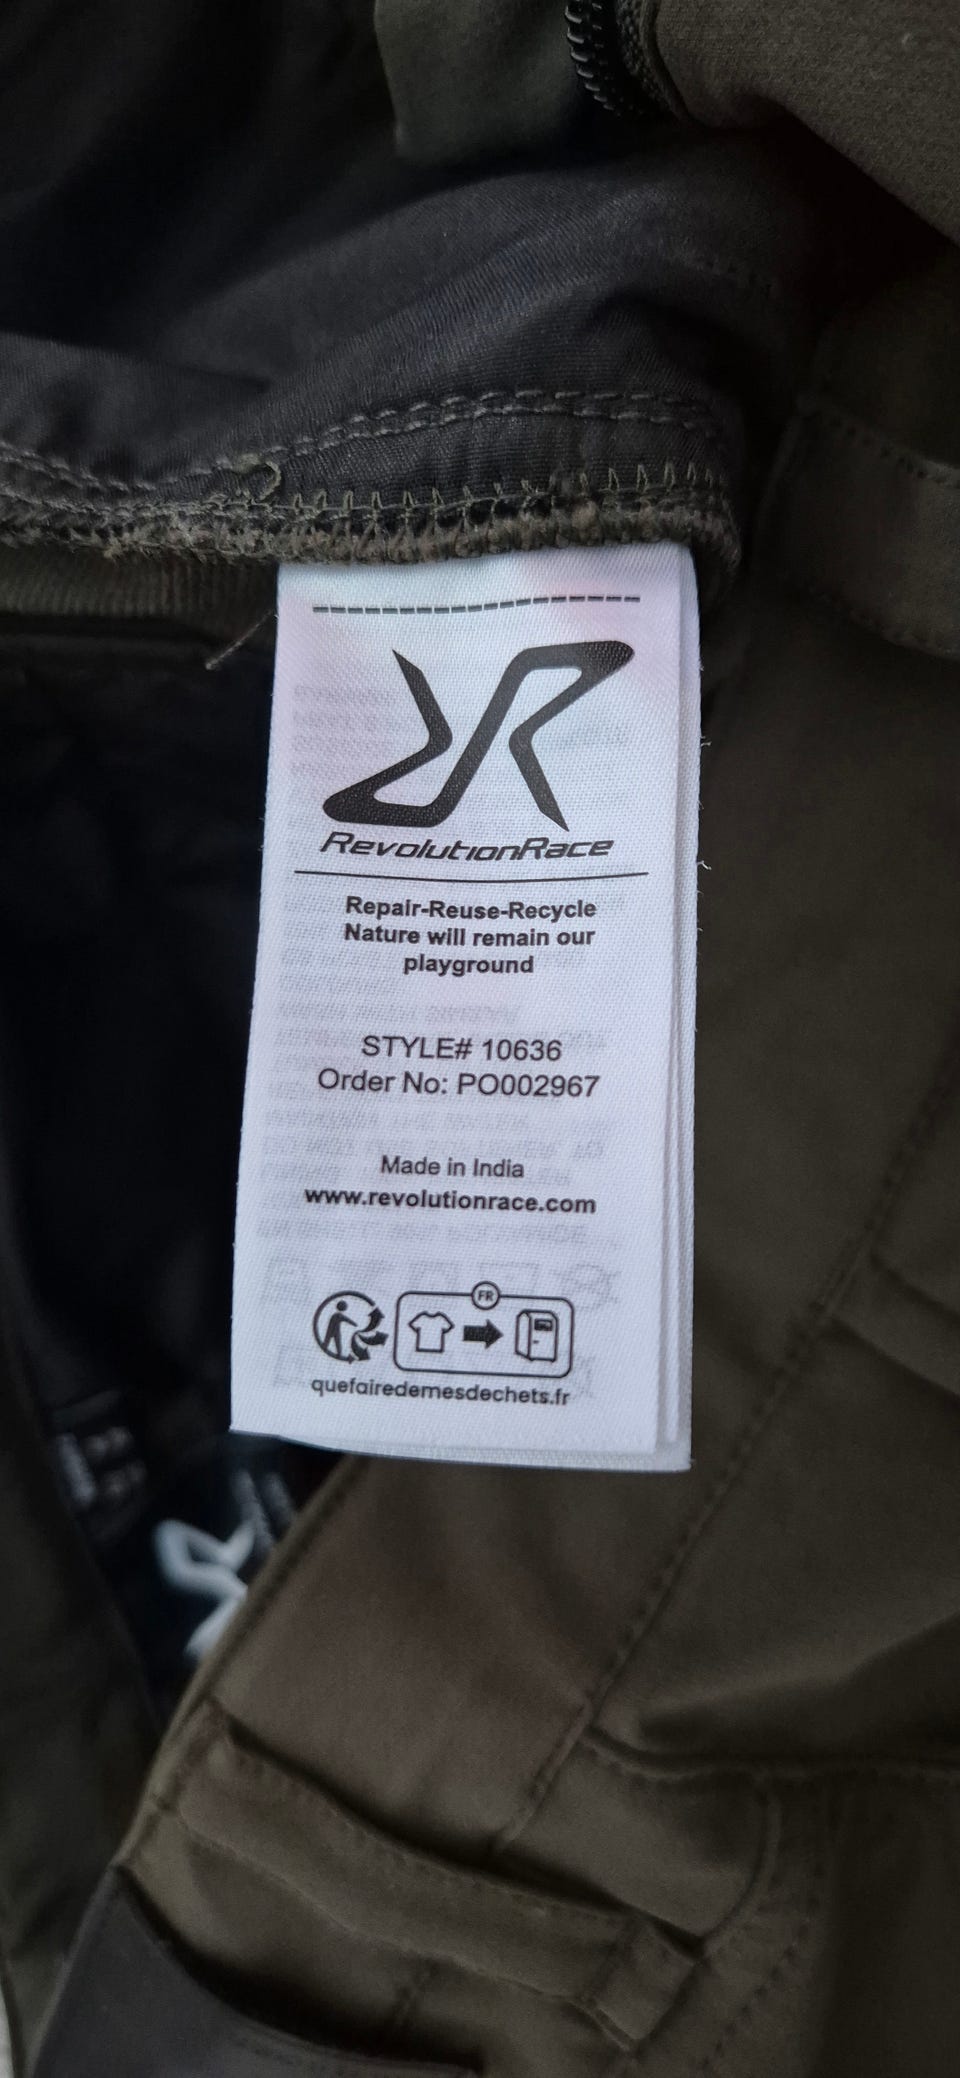 RevolutionRace
Repair-Reuse-Recycle
Nature will remain our
playground
STYLE# 10636
Order No: PO002967
Made in India
www.revolutionrace.com
FR
quefairedemesdechets.fr